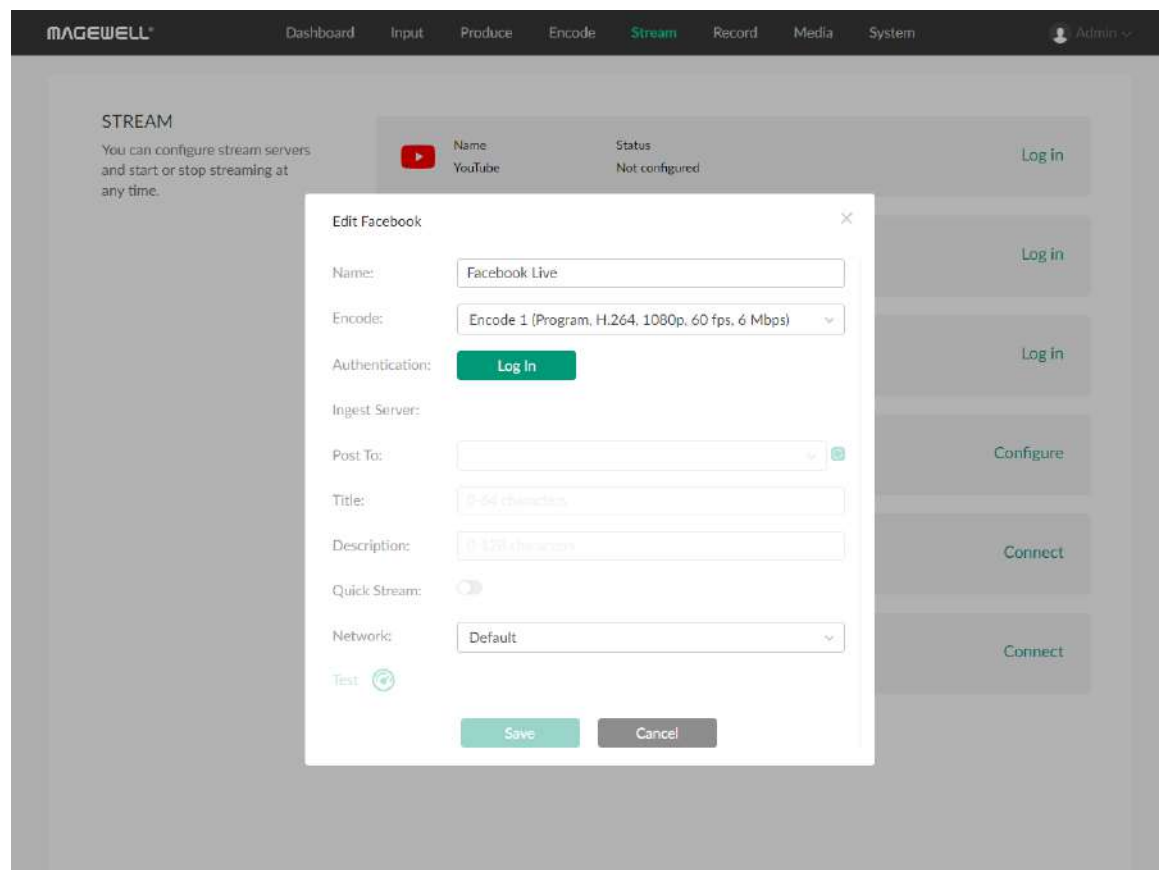 MAGEWELL®
Dashboard Input Produce Encode Stream Record Media System Admin
STREAM
You can configure stream servers
and start or stop streaming at
any time.
Name
YouTube
Status
Not configured
Log in
Log in
Log in
Configure
Connect
Connect
Edit Facebook
Name: Facebook Live
Encode: Encode 1 (Program, H.264, 1080p, 60 fps, 6 Mbps)
Authentication: Log In
Ingest Server:
Post To:
Title: 0-64 characters
Description: 0-128 characters
Quick Stream:
Network: Default
Test
Save Cancel